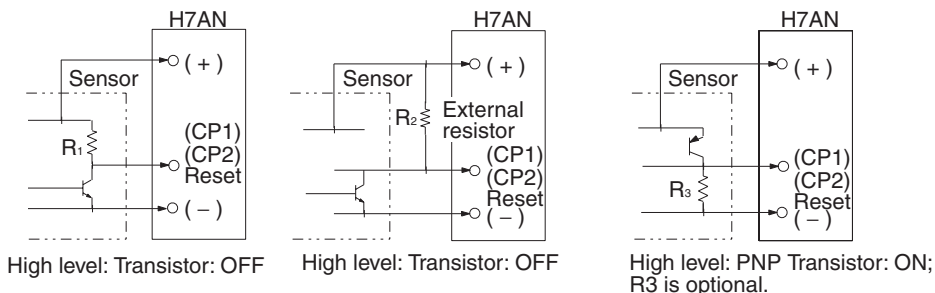 H7AN
( + )
Sensor
R1
(CP1)
(CP2)
Reset
( − )
High level: Transistor: OFF
H7AN
( + )
Sensor
R2
External
resistor
(CP1)
(CP2)
Reset
( − )
High level: Transistor: OFF
H7AN
( + )
Sensor
(CP1)
(CP2)
R3
Reset
( − )
High level: PNP Transistor: ON;
R3 is optional.